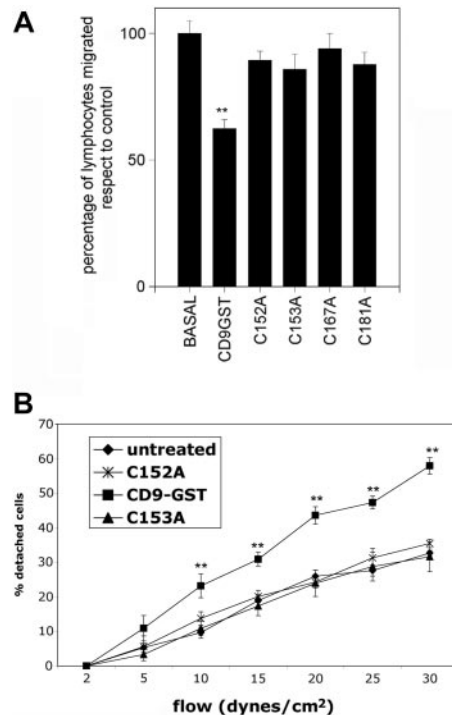 A
percentage of lymphocytes migrated
respect to control
100
50
0
**
BASAL
CD9GST
C152A
C153A
C167A
C181A
B
% detached cells
70
60
50
40
30
20
10
0
untreated
C152A
CD9-GST
C153A
**
**
**
**
**
2
5
10
15
20
25
30
flow (dynes/cm²)